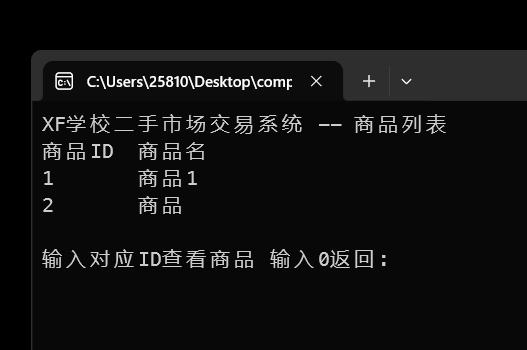 C:\Users\25810\Desktop\comp
XF学校二手市场交易系统 -- 商品列表
商品ID 商品名
1 商品1
2 商品
输入对应ID查看商品 输入0返回: